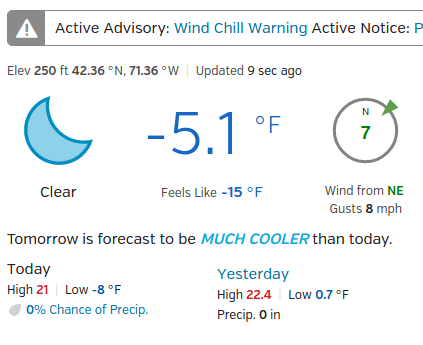 Active Advisory: Wind Chill Warning Active Notice: P
Elev 250 ft 42.36 °N, 71.36 °W | Updated 9 sec ago
-5.1 °F
N
7
Clear
Feels Like -15 °F
Wind from NE
Gusts 8 mph
Tomorrow is forecast to be MUCH COOLER than today.
Today
High 21 | Low -8 °F
0% Chance of Precip.
Yesterday
High 22.4 | Low 0.7 °F
Precip. 0 in